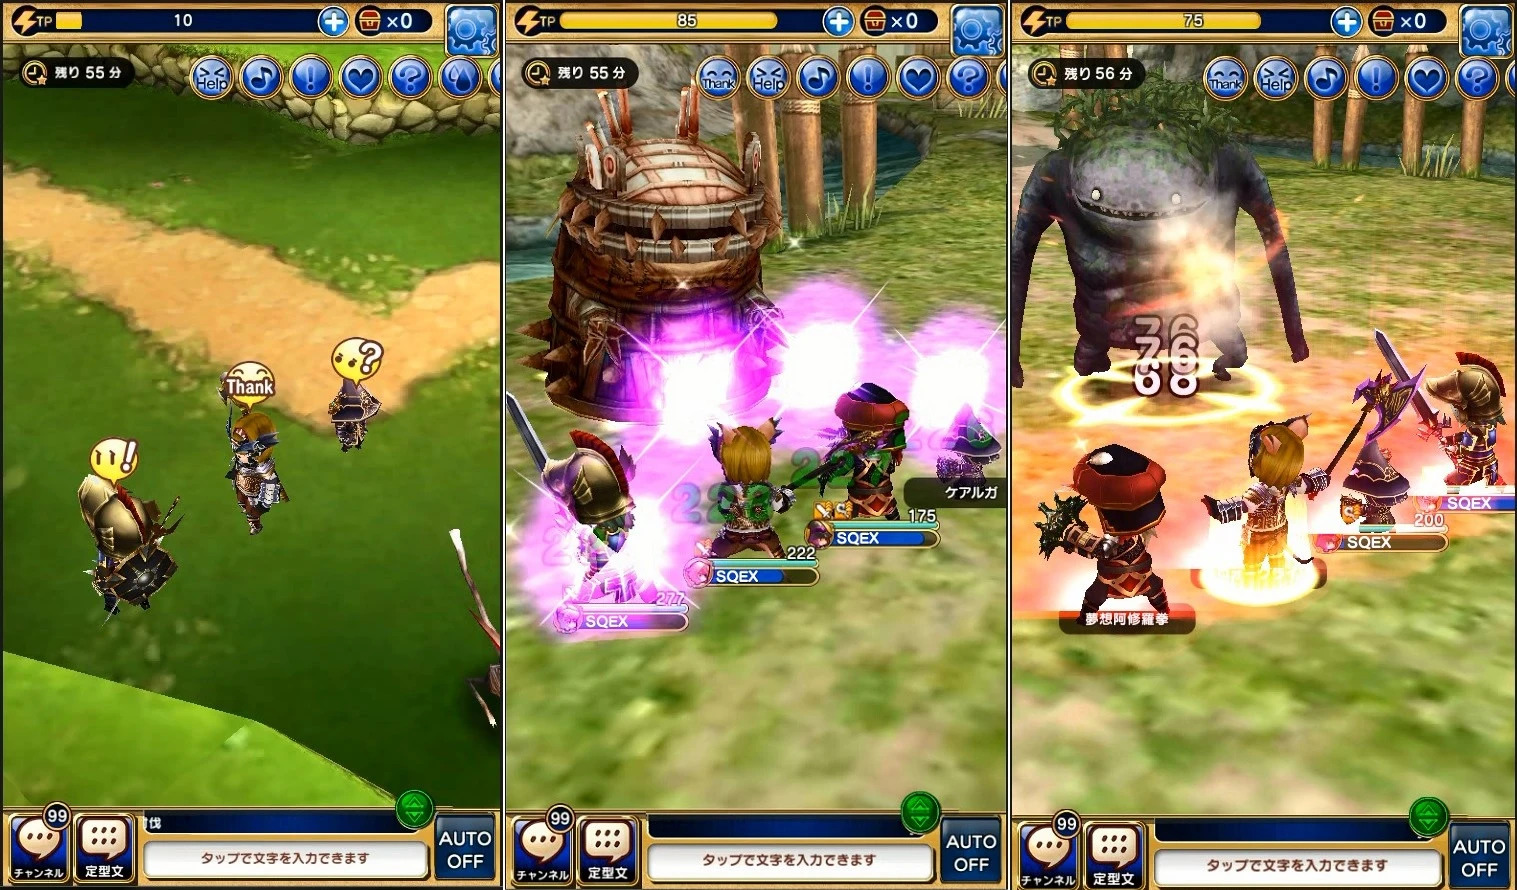 TP 10 ×0
残り 55 分
Help
Thank
99
伐
チャンネル
定型文
タップで文字を入力できます
AUTO
OFF
TP 85 ×0
残り 55 分
Thank Help
227
ケアルガ
175
SQEX
222
SQEX
277
SQEX
99
チャンネル
定型文
タップで文字を入力できます
AUTO
OFF
TP 75 ×0
残り 56 分
Thank Help
76
76
68
SQEX
200
SQEX
夢想阿修羅拳
99
チャンネル
定型文
タップで文字を入力できます
AUTO
OFF